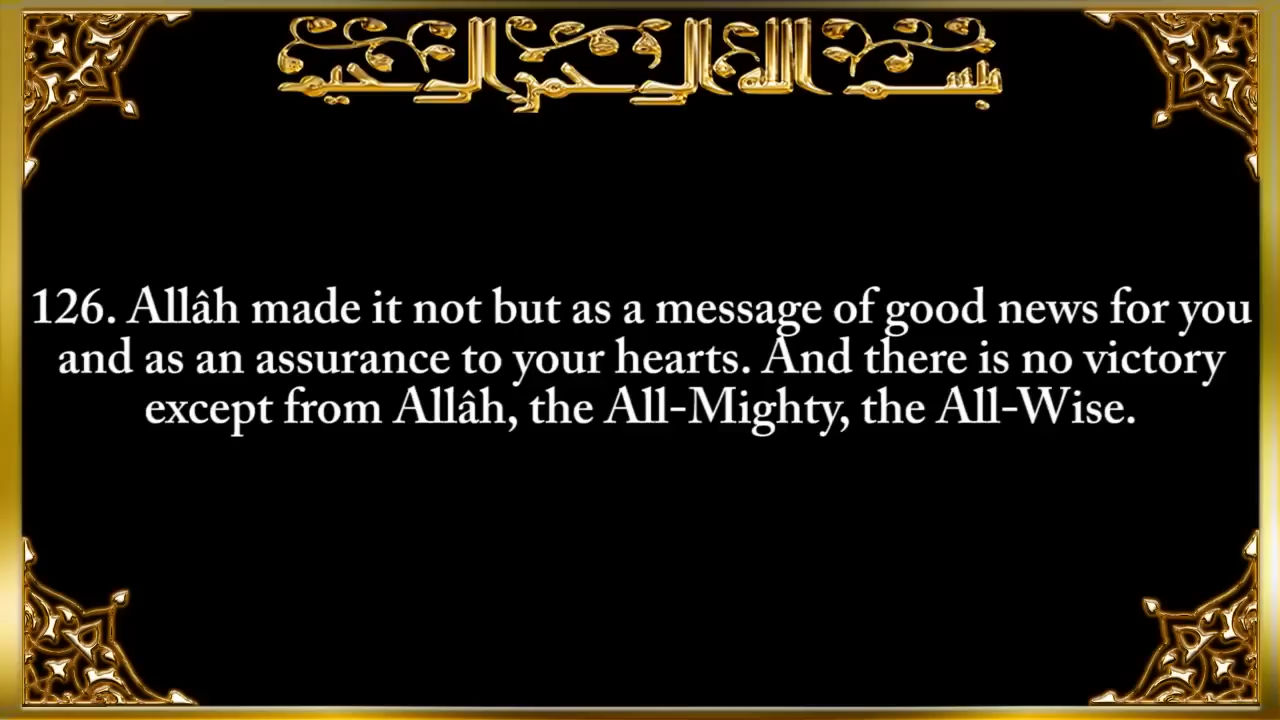 بسم الله الرحمن الرحيم
126. Allâh made it not but as a message of good news for you
and as an assurance to your hearts. And there is no victory
except from Allâh, the All-Mighty, the All-Wise.